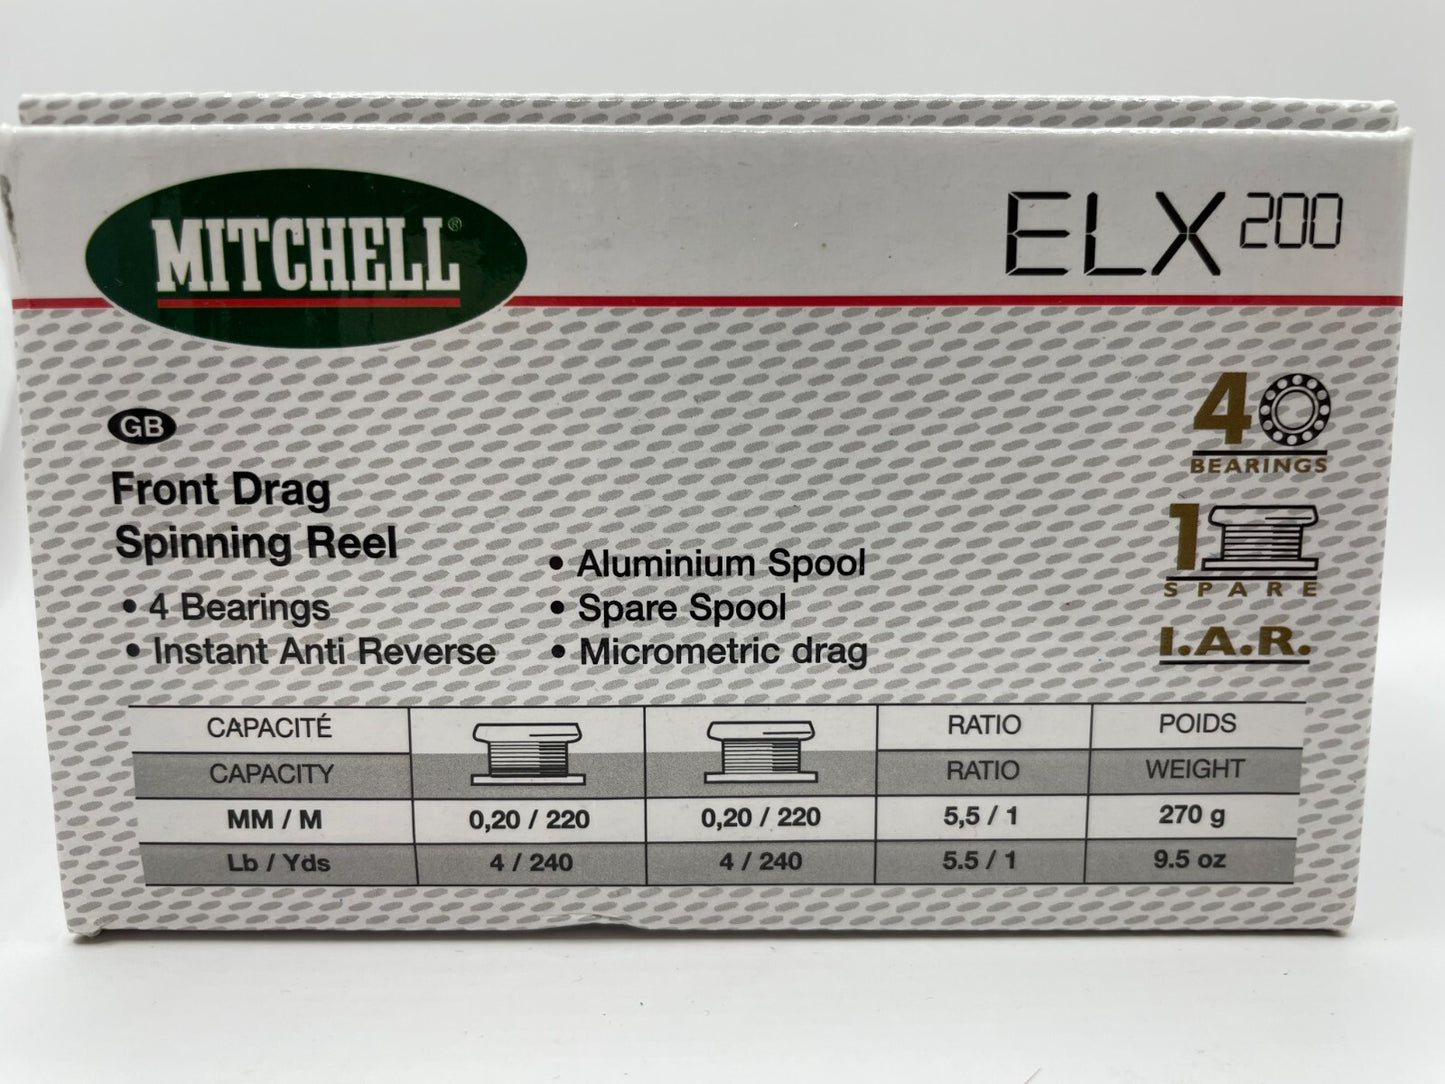 MITCHELL®
ELX 200
4
BEARINGS
GB
Front Drag
Spinning Reel
• 4 Bearings
• Instant Anti Reverse
• Aluminium Spool
• Spare Spool
• Micrometric drag
1
SPARE
I.A.R.
CAPACITÉ RATIO POIDS
CAPACITY RATIO WEIGHT
MM / M 0,20 / 220 0,20 / 220 5,5 / 1 270 g
Lb / Yds 4 / 240 4 / 240 5.5 / 1 9.5 oz